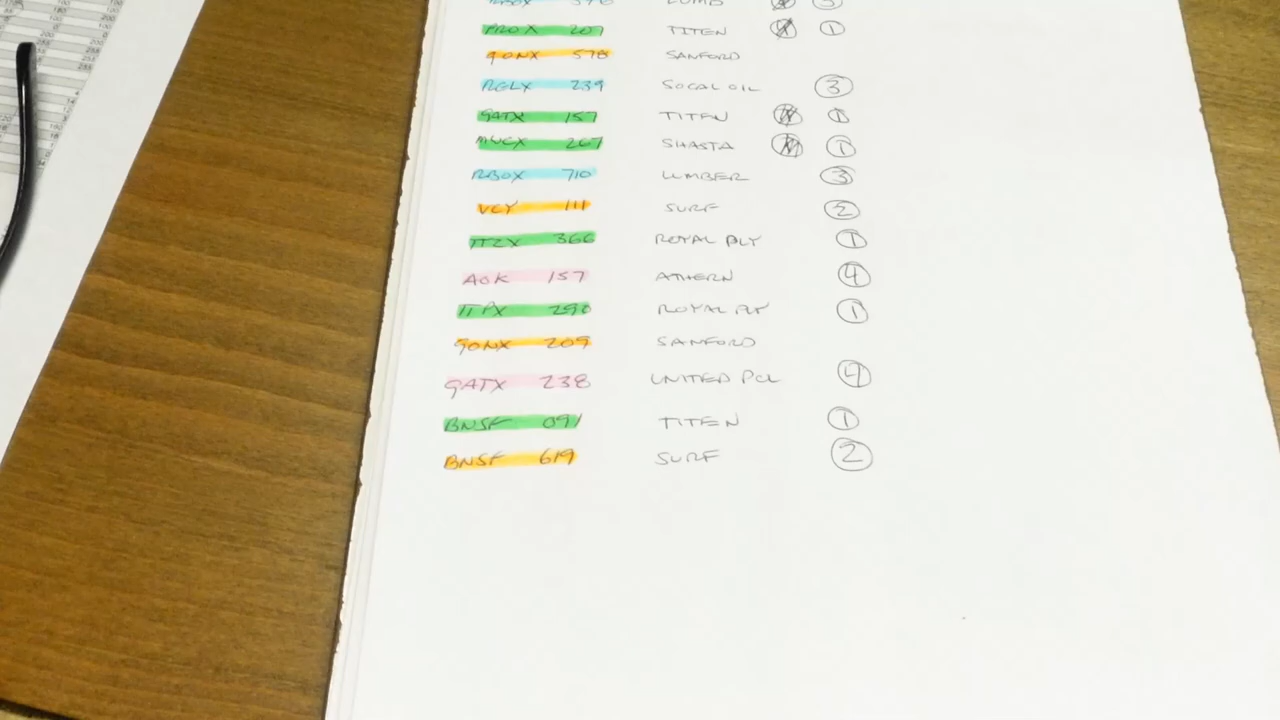 PROX 207 TITEN 1
GONX 578 SANFORD
RGLX 239 SOCAL OIL 3
GATX 157 TITEN 1
MWCX 267 SHASTA 1
RBOX 710 LUMBER 3
VCY 111 SURF 2
TTZX 366 ROYAL PLY 1
AOK 157 ATHERN 4
TTPX 290 ROYAL PLY 1
GONX 209 SANFORD
GATX 238 UNITED PCL 4
BNSF 091 TITEN 1
BNSF 619 SURF 2